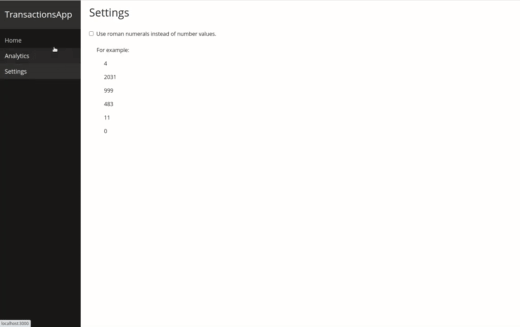 TransactionsApp
Home
Analytics
Settings
Settings
Use roman numerals instead of number values.
For example:
4
2031
999
483
11
0
localhost:5000